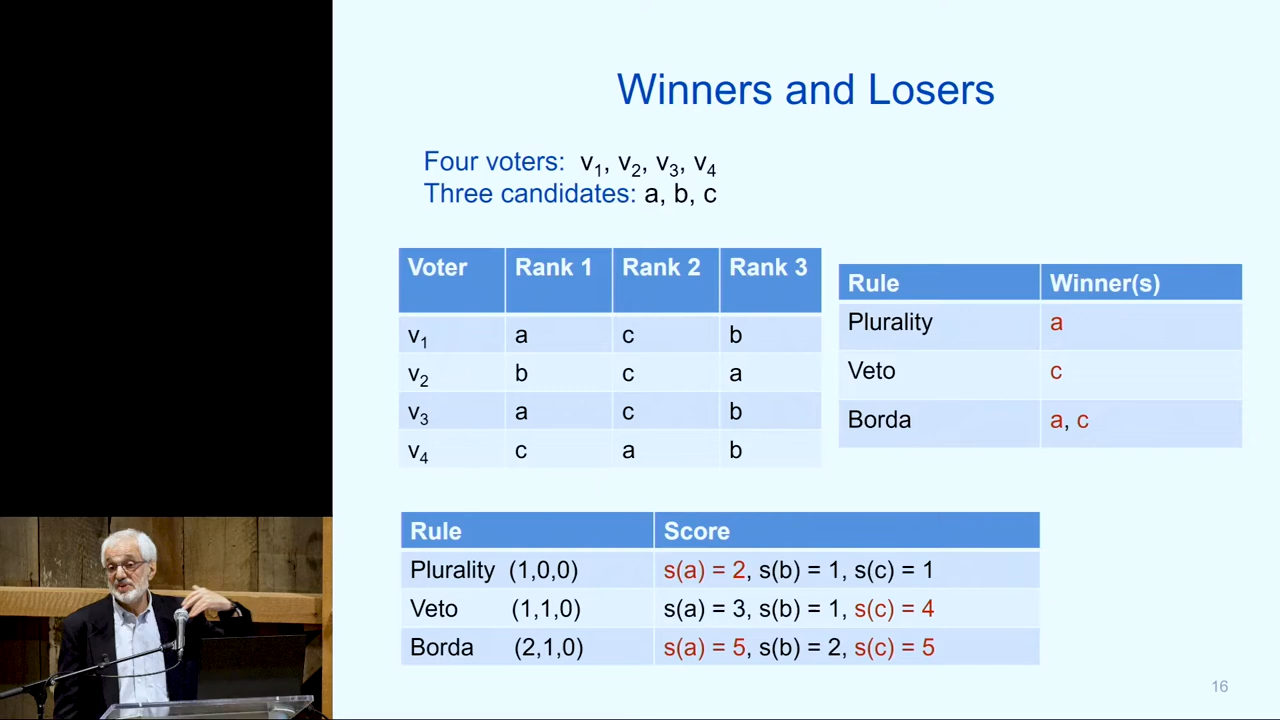 Winners and Losers
Four voters: v₁, v₂, v₃, v₄
Three candidates: a, b, c
Voter Rank 1 Rank 2 Rank 3
v₁ a c b
v₂ b c a
v₃ a c b
v₄ c a b
Rule Winner(s)
Plurality a
Veto c
Borda a, c
Rule Score
Plurality (1,0,0) s(a) = 2, s(b) = 1, s(c) = 1
Veto (1,1,0) s(a) = 3, s(b) = 1, s(c) = 4
Borda (2,1,0) s(a) = 5, s(b) = 2, s(c) = 5
16